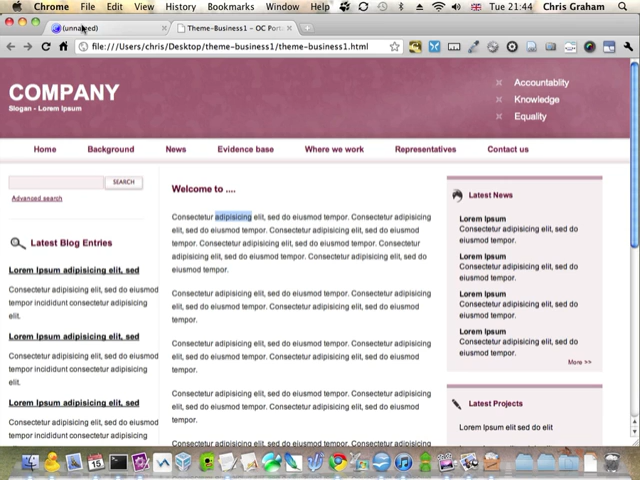 Chrome File Edit View History Bookmarks Window Help
Tue 21:44 Chris Graham
(unnamed)
Theme-Business1 – OC Port
file:///Users/chris/Desktop/theme-business1/theme-business1.html
COMPANY
Slogan - Lorem Ipsum
Accountablity
Knowledge
Equality
Home Background News Evidence base Where we work Representatives Contact us
SEARCH
Advanced search
Latest Blog Entries
Lorem Ipsum adipisicing elit, sed
Consectetur adipisicing elit, sed do eiusmod
tempor incididunt consectetur adipisicing
elit.
Lorem Ipsum adipisicing elit, sed
Consectetur adipisicing elit, sed do eiusmod
tempor incididunt consectetur adipisicing
elit.
Lorem Ipsum adipisicing elit, sed
Consectetur adipisicing elit, sed do eiusmod
tempor incididunt consectetur adipisicing
Welcome to ....
Consectetur adipisicing elit, sed do eiusmod tempor. Consectetur adipisicing
elit, sed do eiusmod tempor. Consectetur adipisicing elit, sed do eiusmod
tempor. Consectetur adipisicing elit, sed do eiusmod tempor. Consectetur
adipisicing elit, sed do eiusmod tempor. Consectetur adipisicing elit, sed do
eiusmod tempor.
Consectetur adipisicing elit, sed do eiusmod tempor. Consectetur adipisicing
elit, sed do eiusmod tempor. Consectetur adipisicing elit, sed do eiusmod
tempor.
Consectetur adipisicing elit, sed do eiusmod tempor. Consectetur adipisicing
elit, sed do eiusmod tempor. Consectetur adipisicing elit, sed do eiusmod
tempor.
Consectetur adipisicing elit, sed do eiusmod tempor. Consectetur adipisicing
elit, sed do eiusmod tempor. Consectetur adipisicing elit, sed do eiusmod
tempor.
Consectetur adipisicing elit, sed do eiusmod tempor. Consectetur adipisicing
Latest News
Lorem Ipsum
Consectetur adipisicing elit, sed do
eiusmod tempor.
Lorem Ipsum
Consectetur adipisicing elit, sed do
eiusmod tempor.
Lorem Ipsum
Consectetur adipisicing elit, sed do
eiusmod tempor.
Lorem Ipsum
Consectetur adipisicing elit, sed do
eiusmod tempor.
More >>
Latest Projects
Lorem Ipsum elit sed do elit
15